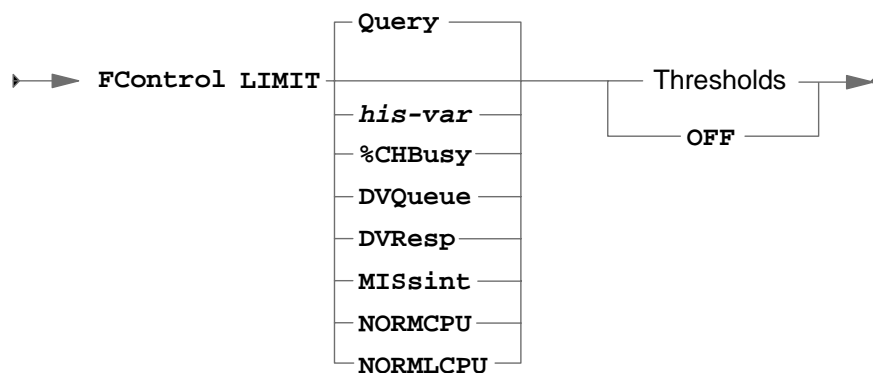 Query
FControl LIMIT
Thresholds
his-var
OFF
%CHBusy
DVQueue
DVResp
MISsint
NORMCPU
NORMLCPU